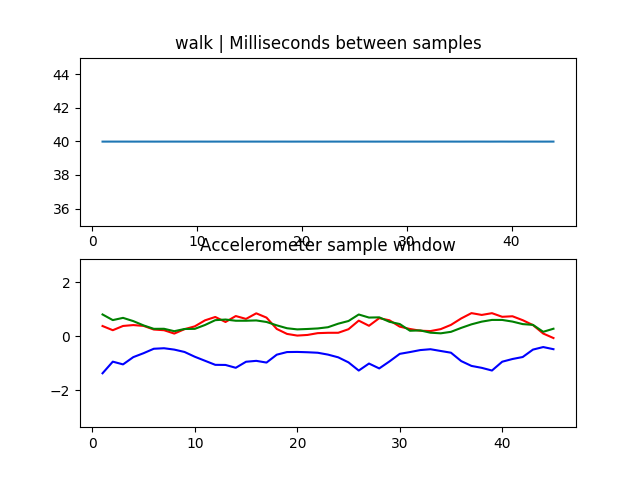 walk | Milliseconds between samples
44
42
40
38
36
0 10 20 30 40
Accelerometer sample window
2
0
−2
0 10 20 30 40